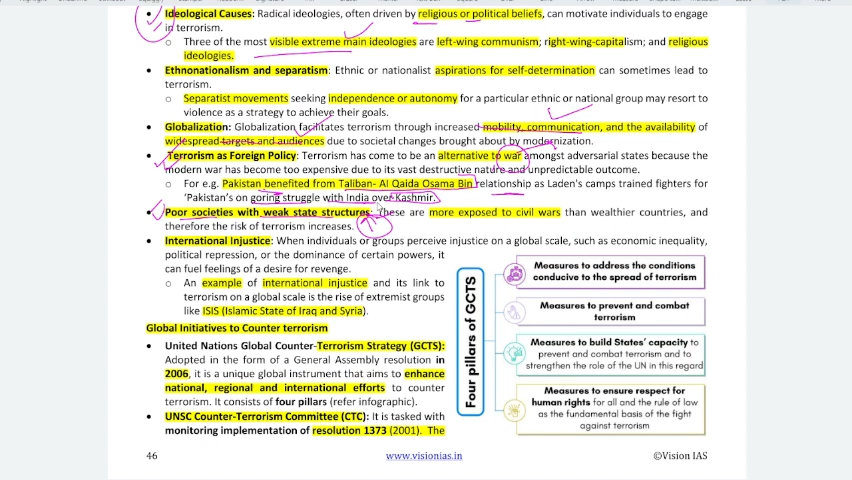 Ideological Causes: Radical ideologies, often driven by religious or political beliefs, can motivate individuals to engage
in terrorism.
o Three of the most visible extreme main ideologies are left-wing communism; right-wing-capitalism; and religious
ideologies.
• Ethnonationalism and separatism: Ethnic or nationalist aspirations for self-determination can sometimes lead to
terrorism.
o Separatist movements seeking independence or autonomy for a particular ethnic or national group may resort to
violence as a strategy to achieve their goals.
• Globalization: Globalization facilitates terrorism through increased mobility, communication, and the availability of
widespread targets and audiences due to societal changes brought about by modernization.
• Terrorism as Foreign Policy: Terrorism has come to be an alternative to war amongst adversarial states because the
modern war has become too expensive due to its vast destructive nature and unpredictable outcome.
o For e.g. Pakistan benefited from Taliban- Al Qaida Osama Bin relationship as Laden's camps trained fighters for
'Pakistan's on goring struggle with India over Kashmir.
• Poor societies with weak state structures: These are more exposed to civil wars than wealthier countries, and
therefore the risk of terrorism increases.
• International Injustice: When individuals or groups perceive injustice on a global scale, such as economic inequality,
political repression, or the dominance of certain powers, it
can fuel feelings of a desire for revenge.
o An example of international injustice and its link to
terrorism on a global scale is the rise of extremist groups
like ISIS (Islamic State of Iraq and Syria).
Global Initiatives to Counter terrorism
• United Nations Global Counter-Terrorism Strategy (GCTS):
Adopted in the form of a General Assembly resolution in
2006, it is a unique global instrument that aims to enhance
national, regional and international efforts to counter
terrorism. It consists of four pillars (refer infographic).
• UNSC Counter-Terrorism Committee (CTC): It is tasked with
monitoring implementation of resolution 1373 (2001). The
Four pillars of GCTS
Measures to address the conditions
conducive to the spread of terrorism
Measures to prevent and combat
terrorism
Measures to build States' capacity to
prevent and combat terrorism and to
strengthen the role of the UN in this regard
Measures to ensure respect for
human rights for all and the rule of law
as the fundamental basis of the fight
against terrorism
46
www.visionias.in
©Vision IAS